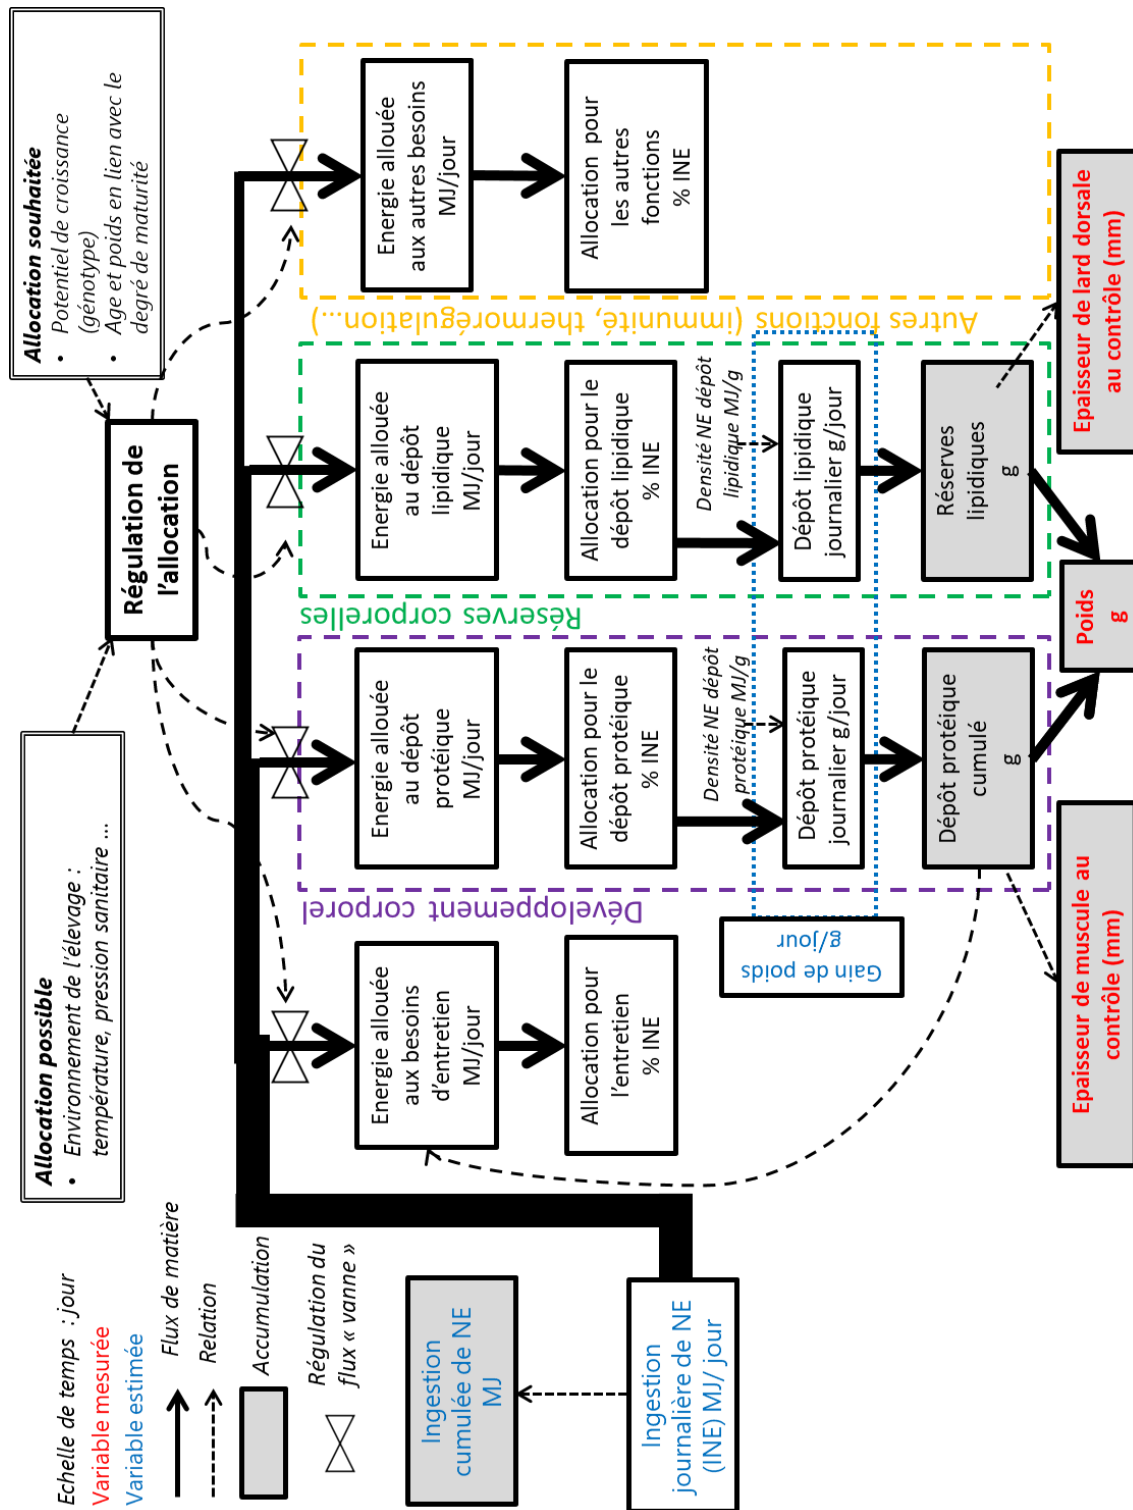 Echelle de temps : jour
Variable mesurée
Variable estimée
Flux de matière
Relation
Accumulation
Régulation du
flux « vanne »
Allocation possible
• Environnement de l'élevage :
température, pression sanitaire ...
Régulation de
l'allocation
Allocation souhaitée
• Potentiel de croissance
(génotype)
• Age et poids en lien avec le
degré de maturité
Ingestion
cumulée de NE
MJ
Ingestion
journalière de NE
(INE) MJ/ jour
Energie allouée
aux besoins
d'entretien
MJ/jour
Allocation pour
l'entretien
% INE
Développement corporel
Energie allouée
au dépôt
protéique
MJ/jour
Allocation pour le
dépôt protéique
% INE
Densité NE dépôt
protéique MJ/g
Dépôt protéique
journalier g/jour
Dépôt protéique
cumulé
g
Gain de poids
g/jour
Réserves corporelles
Energie allouée
au dépôt
lipidique
MJ/jour
Allocation pour le
dépôt lipidique
% INE
Densité NE dépôt
lipidique MJ/g
Dépôt lipidique
journalier g/jour
Réserves
lipidiques
g
Autres fonctions (immunité, thermorégulation...)
Energie allouée
aux autres besoins
MJ/jour
Allocation pour
les autres
fonctions
% INE
Epaisseur de muscule au
contrôle (mm)
Poids
g
Epaisseur de lard dorsale
au contrôle (mm)